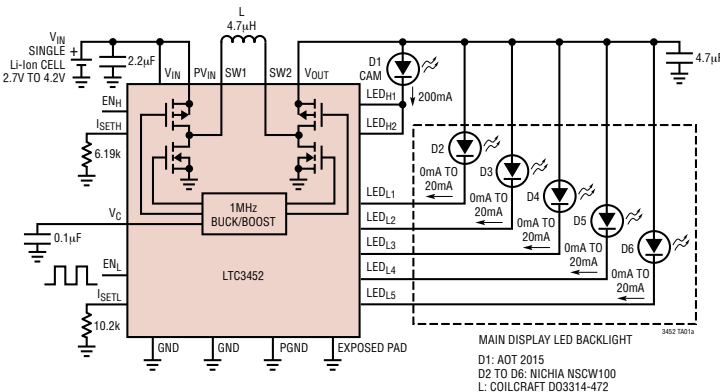 L
4.7µH
VIN
SINGLE
Li-Ion CELL
2.7V TO 4.2V
+
2.2µF
VIN
PVIN
SW1
SW2
VOUT
D1
CAM
4.7µF
ENH
LEDH1
200mA
ISETH
LEDH2
6.19k
D2
D3
D4
D5
D6
0mA TO
20mA
0mA TO
20mA
0mA TO
20mA
0mA TO
20mA
0mA TO
20mA
LEDL1
VC
1MHz
BUCK/BOOST
LEDL2
0.1µF
LEDL3
ENL
LTC3452
LEDL4
ISETL
LEDL5
10.2k
3452 TA01a
GND
GND
PGND
EXPOSED PAD
MAIN DISPLAY LED BACKLIGHT
D1: AOT 2015
D2 TO D6: NICHIA NSCW100
L: COILCRAFT DO3314-472